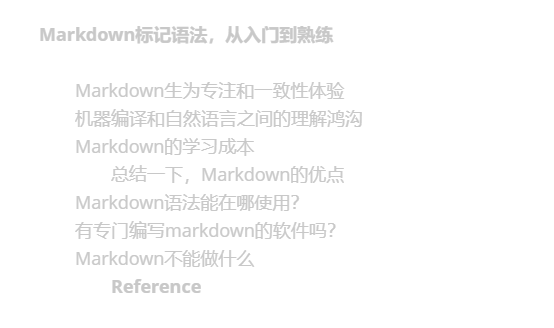 Markdown标记语法，从入门到熟练
Markdown生为专注和一致性体验
机器编译和自然语言之间的理解鸿沟
Markdown的学习成本
总结一下，Markdown的优点
Markdown语法能在哪使用？
有专门编写markdown的软件吗？
Markdown不能做什么
Reference